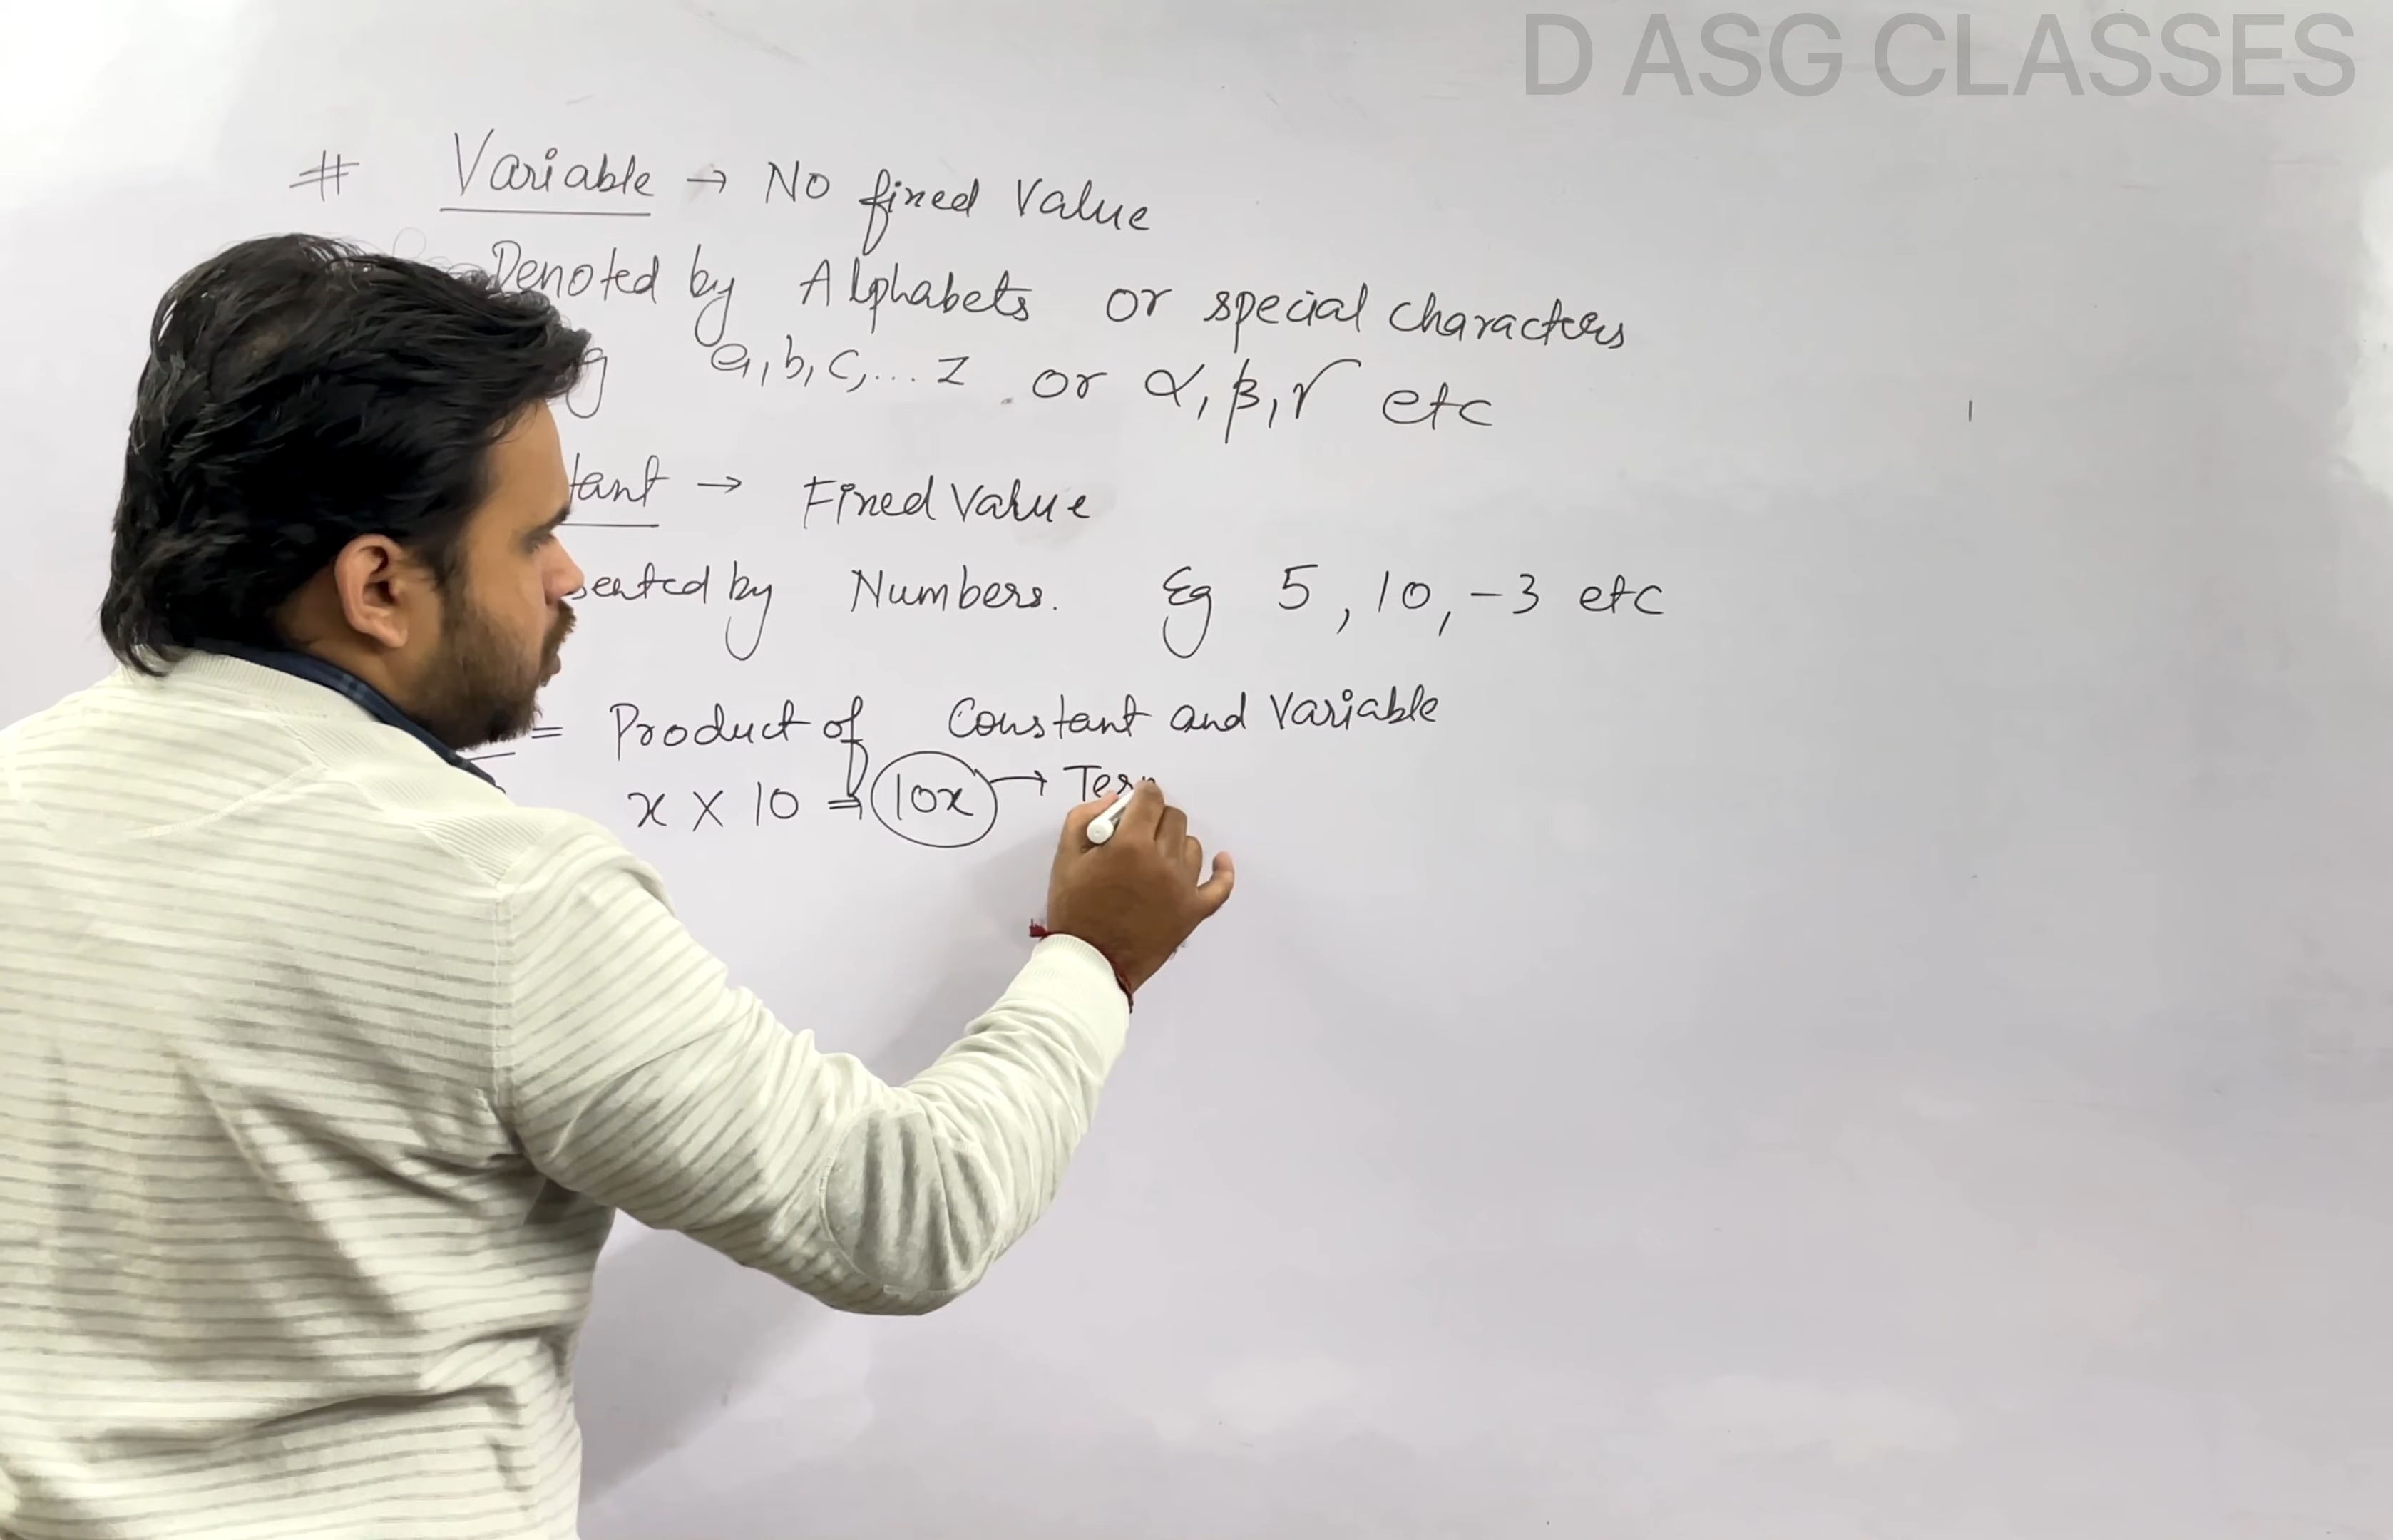 D ASG CLASSES
# Variable → No fixed Value
Denoted by Alphabets or special characters
g a, b, c, ... z or α, β, γ etc
tant → Fixed Value
sented by Numbers. Eg 5, 10, -3 etc
= Product of Constant and Variable
x × 10 = 10x → Ter